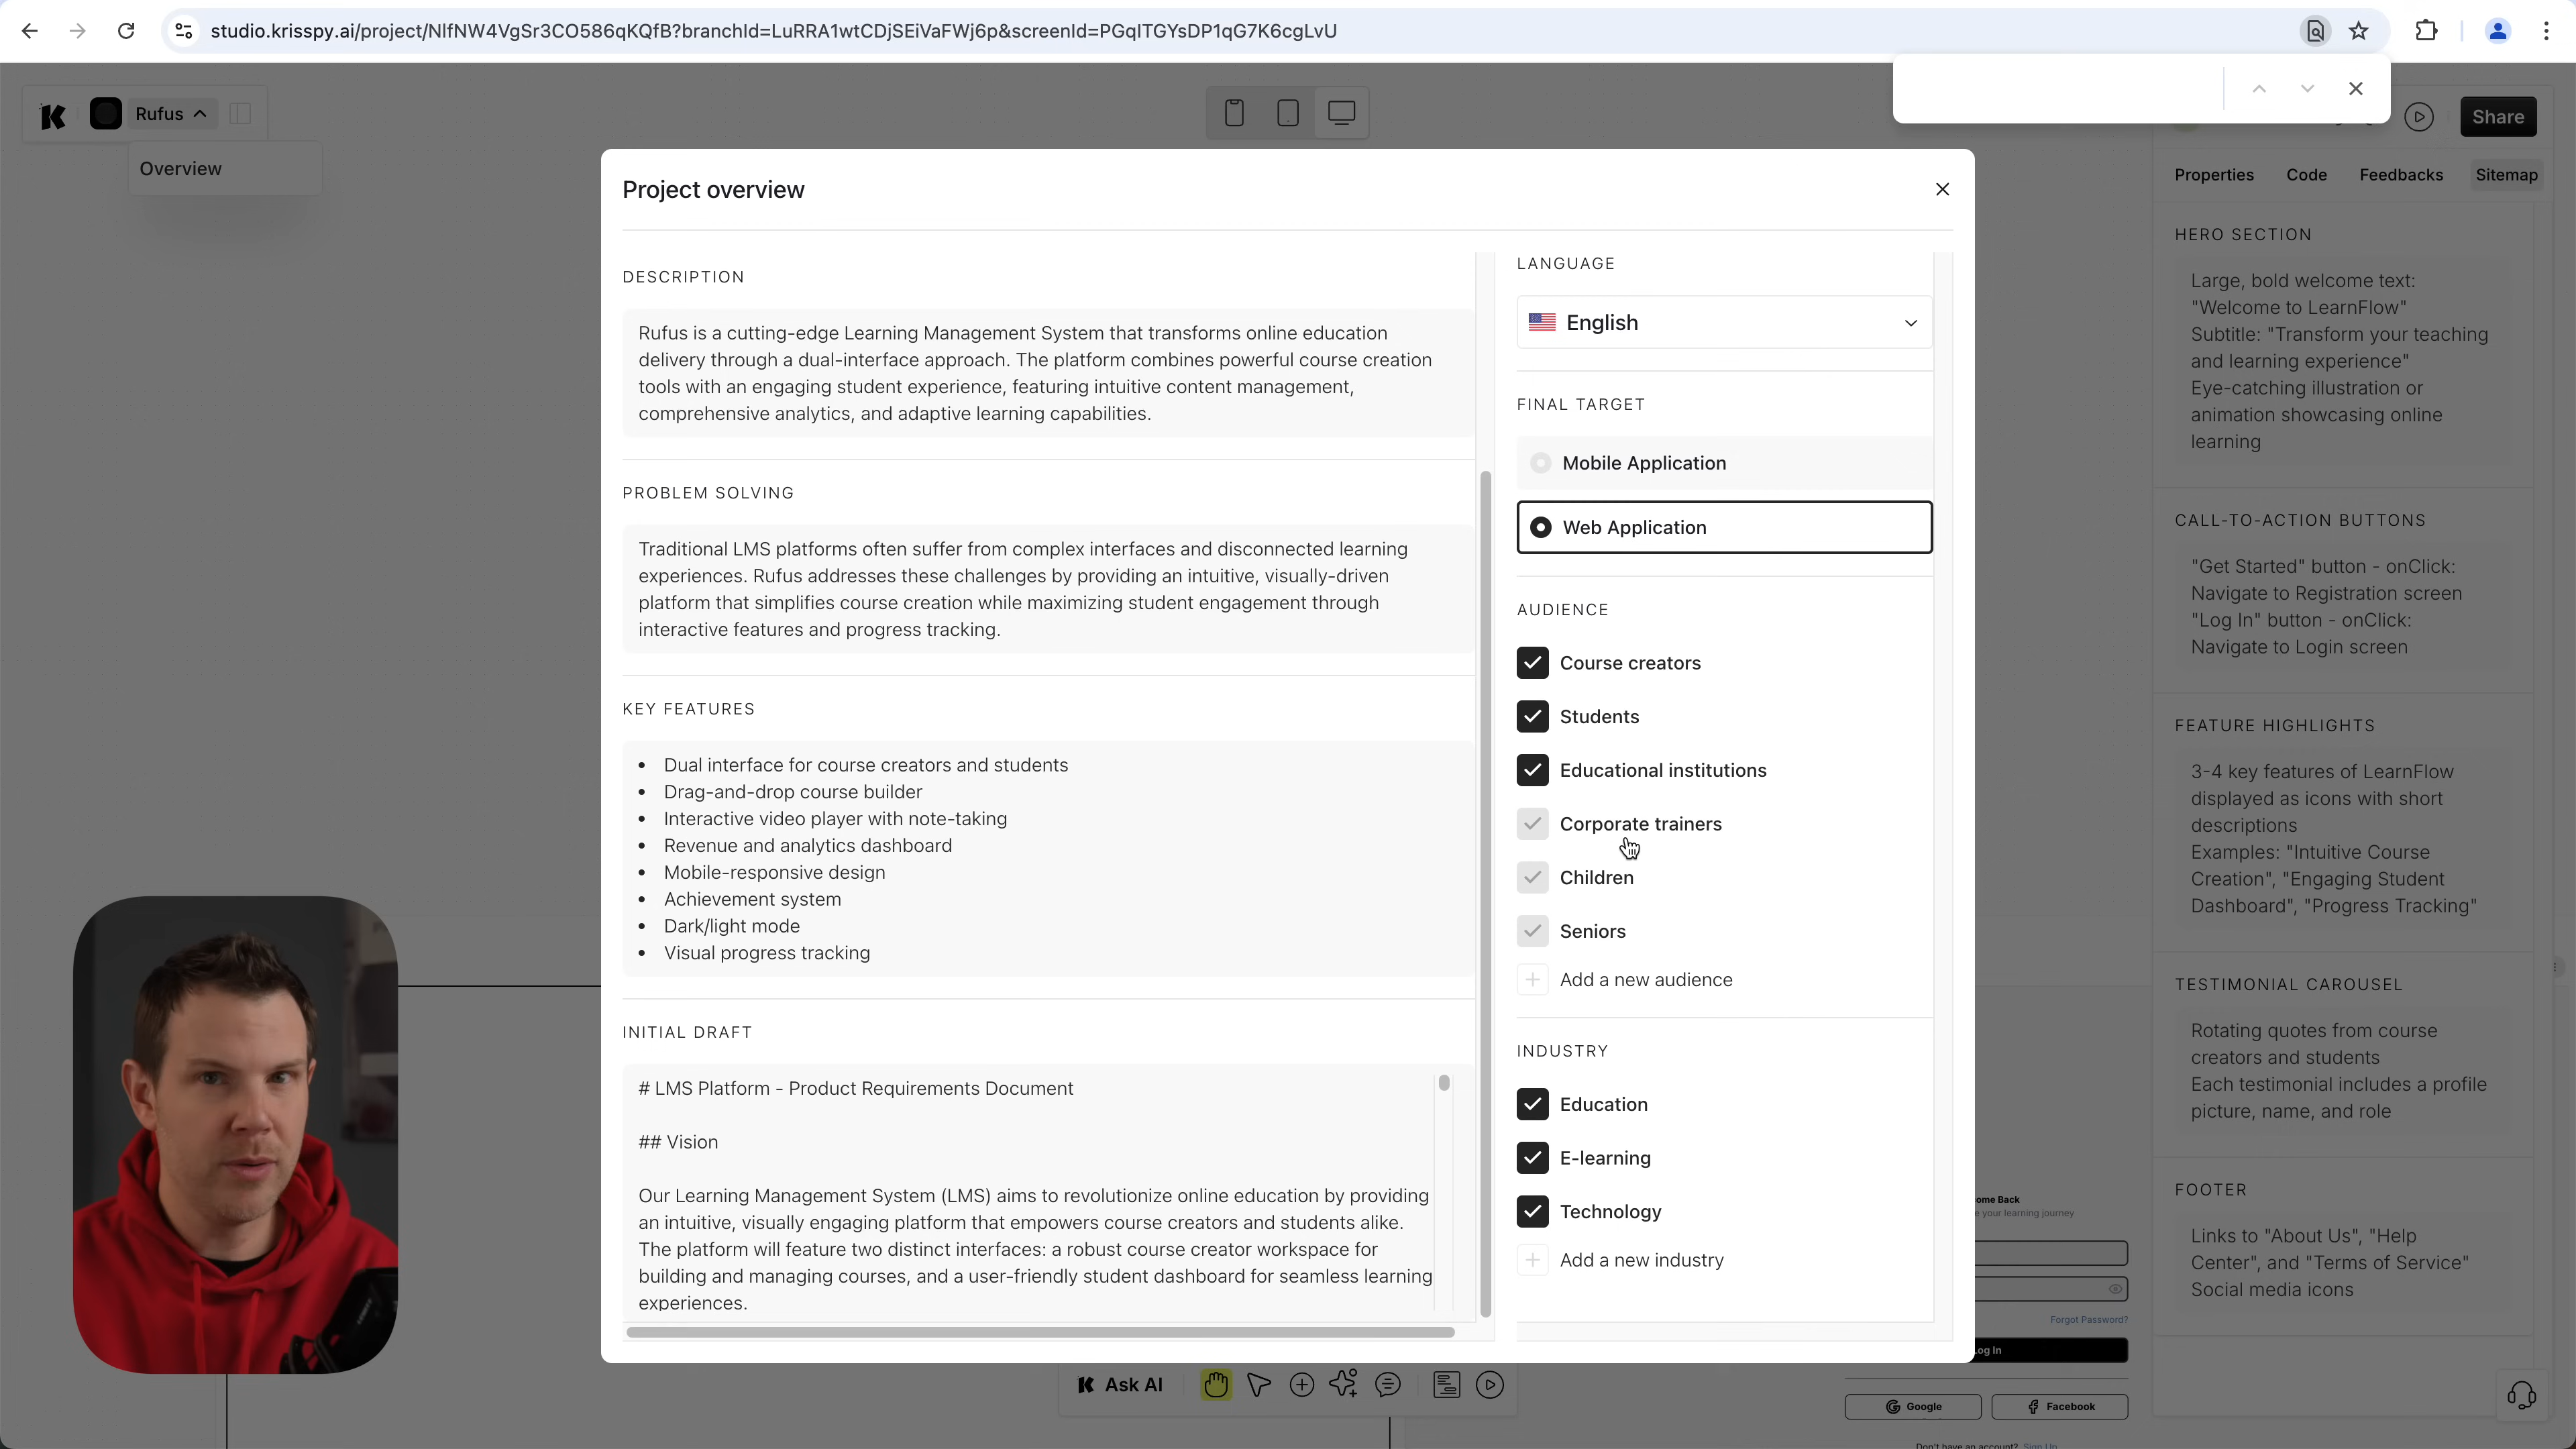 studio.krisspy.ai/project/NlfNW4VgSr3CO586qKQfB?branchId=LuRRA1wtCDjSEiVaFWj6p&screenId=PGqITGYsDP1qG7K6cgLvU
Rufus
Overview
Share
Properties
Code
Feedbacks
Sitemap
Project overview
DESCRIPTION
Rufus is a cutting-edge Learning Management System that transforms online education
delivery through a dual-interface approach. The platform combines powerful course creation
tools with an engaging student experience, featuring intuitive content management,
comprehensive analytics, and adaptive learning capabilities.
PROBLEM SOLVING
Traditional LMS platforms often suffer from complex interfaces and disconnected learning
experiences. Rufus addresses these challenges by providing an intuitive, visually-driven
platform that simplifies course creation while maximizing student engagement through
interactive features and progress tracking.
KEY FEATURES
• Dual interface for course creators and students
• Drag-and-drop course builder
• Interactive video player with note-taking
• Revenue and analytics dashboard
• Mobile-responsive design
• Achievement system
• Dark/light mode
• Visual progress tracking
INITIAL DRAFT
# LMS Platform - Product Requirements Document
## Vision
Our Learning Management System (LMS) aims to revolutionize online education by providing
an intuitive, visually engaging platform that empowers course creators and students alike.
The platform will feature two distinct interfaces: a robust course creator workspace for
building and managing courses, and a user-friendly student dashboard for seamless learning
experiences.
LANGUAGE
English
FINAL TARGET
Mobile Application
Web Application
AUDIENCE
Course creators
Students
Educational institutions
Corporate trainers
Children
Seniors
Add a new audience
INDUSTRY
Education
E-learning
Technology
Add a new industry
HERO SECTION
Large, bold welcome text:
"Welcome to LearnFlow"
Subtitle: "Transform your teaching
and learning experience"
Eye-catching illustration or
animation showcasing online
learning
CALL-TO-ACTION BUTTONS
"Get Started" button - onClick:
Navigate to Registration screen
"Log In" button - onClick:
Navigate to Login screen
FEATURE HIGHLIGHTS
3-4 key features of LearnFlow
displayed as icons with short
descriptions
Examples: "Intuitive Course
Creation", "Engaging Student
Dashboard", "Progress Tracking"
TESTIMONIAL CAROUSEL
Rotating quotes from course
creators and students
Each testimonial includes a profile
picture, name, and role
FOOTER
Links to "About Us", "Help
Center", and "Terms of Service"
Social media icons
ome Back
e your learning journey
Forgot Password?
og In
Google
Facebook
Don't have an account? Sign Up
Ask AI